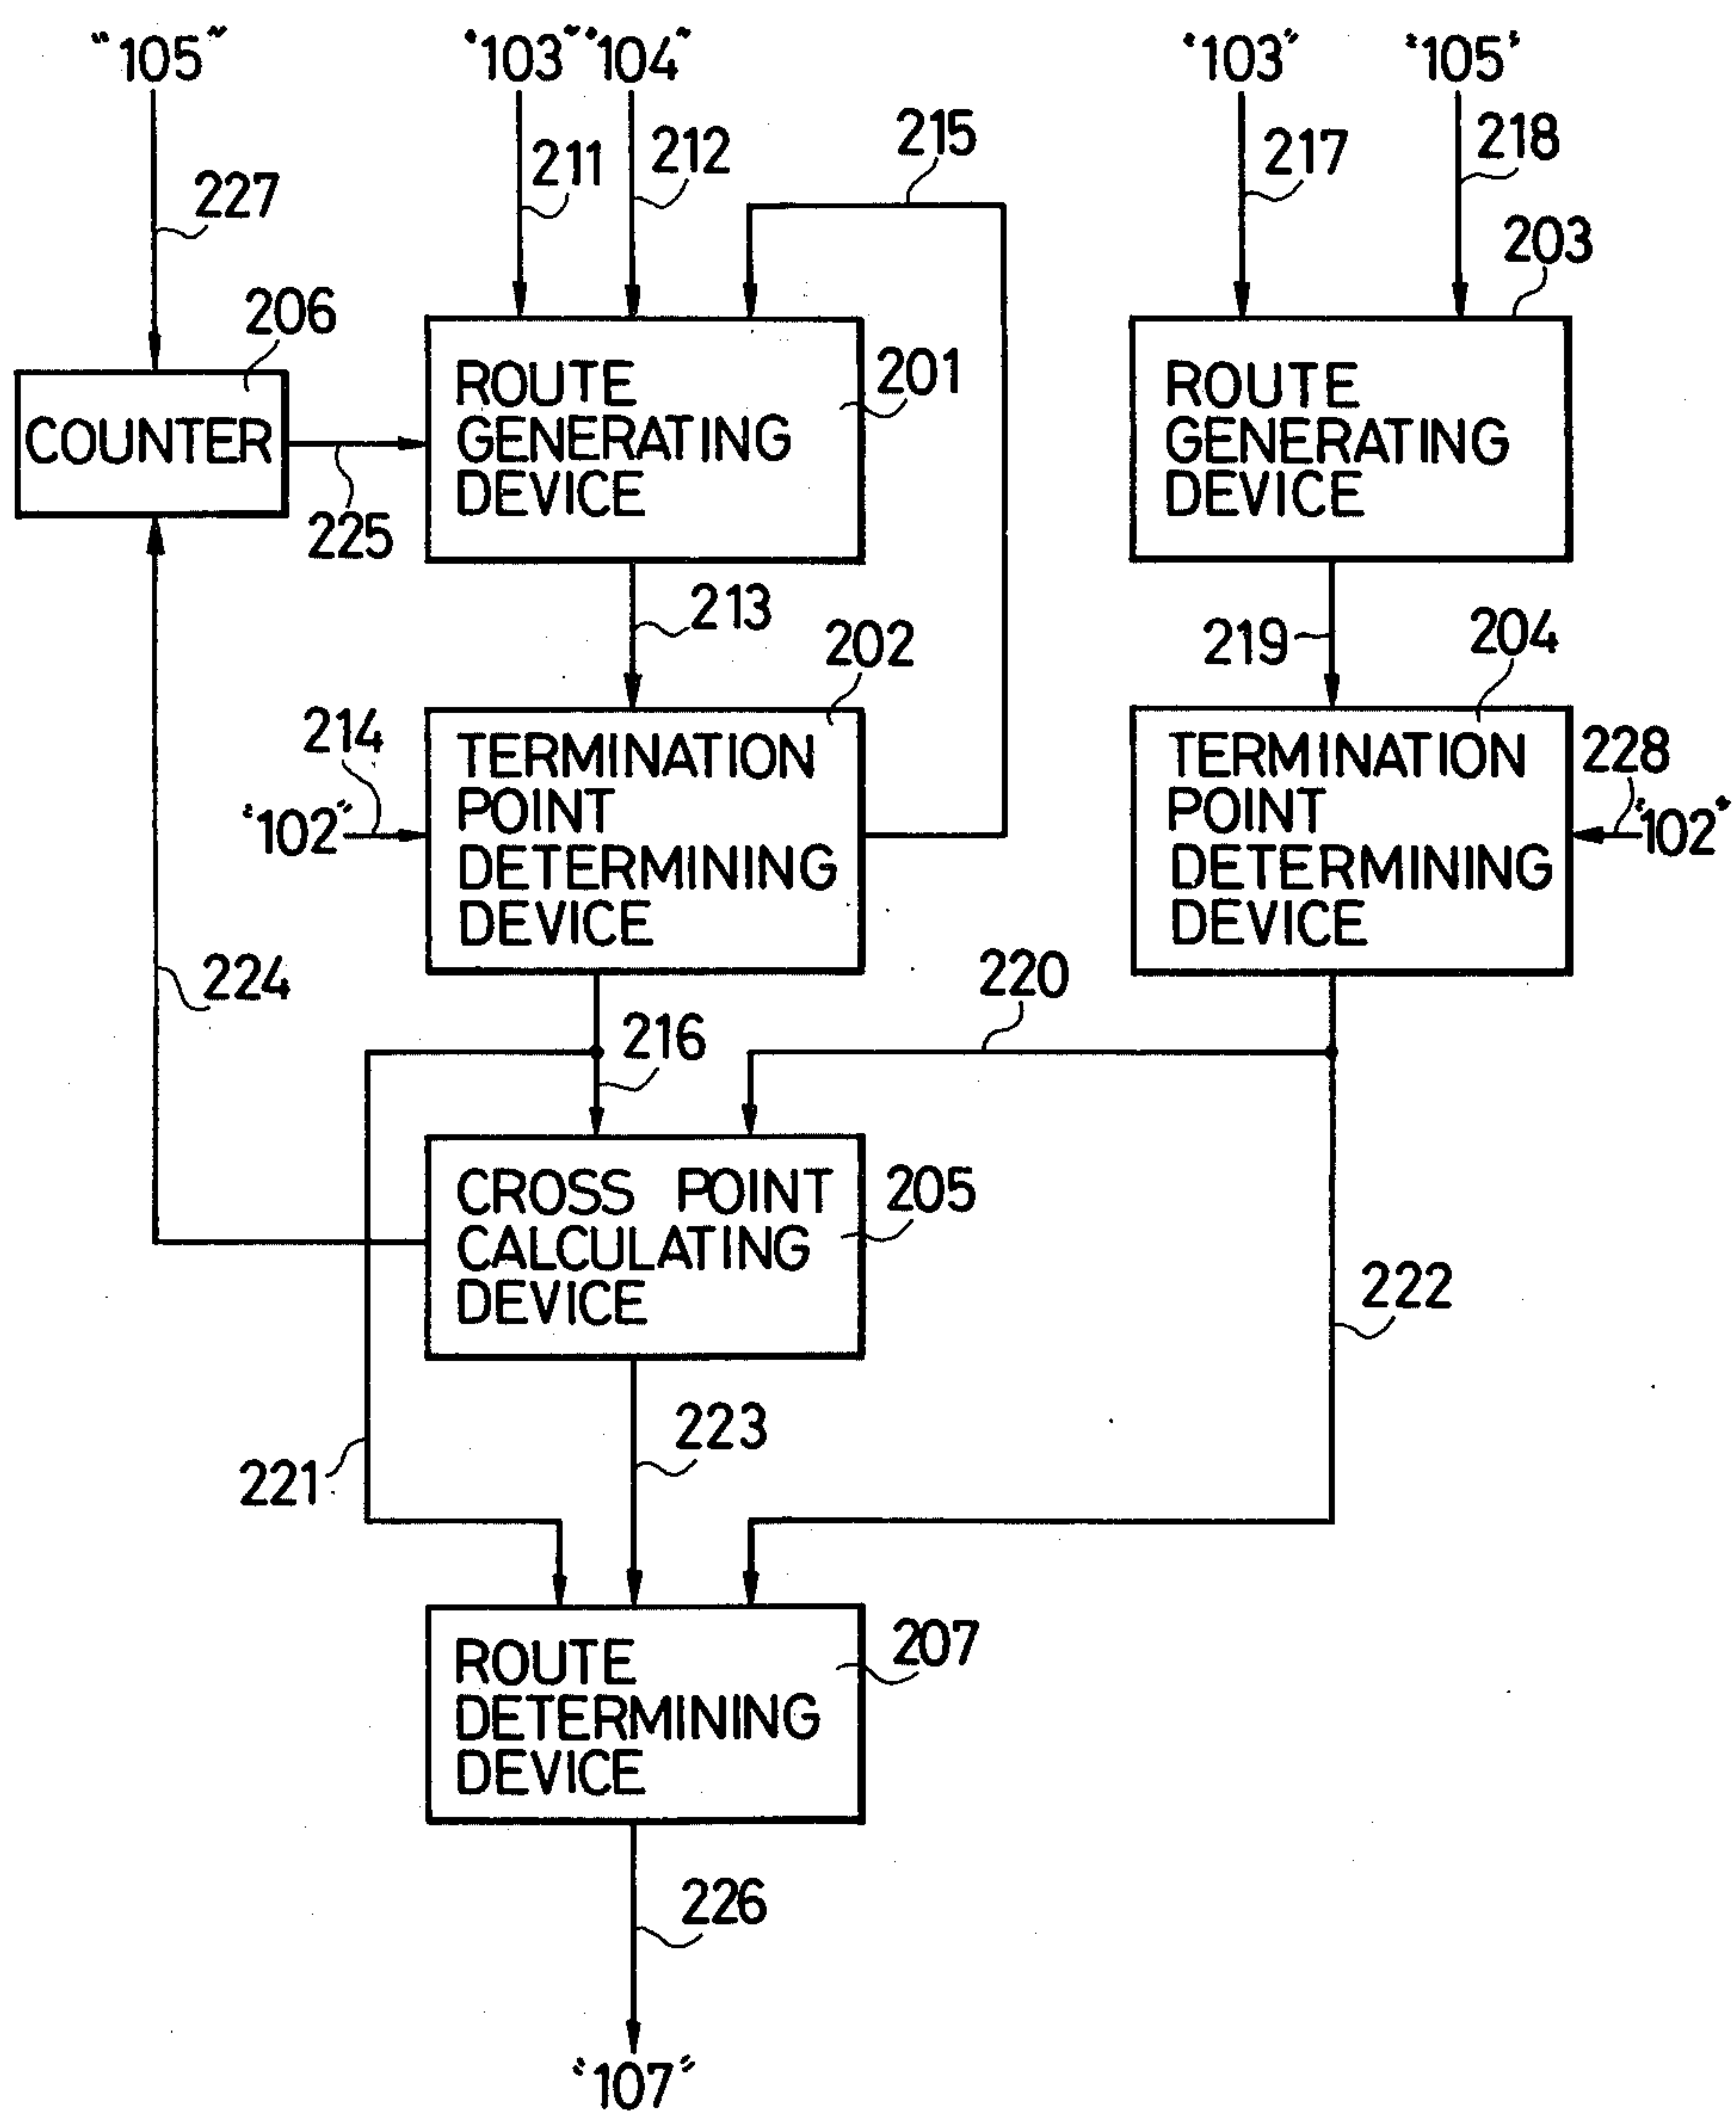 "105"
"103"
"104"
"103"
"105"
215
211
212
217
218
227
203
206
201
ROUTE
GENERATING
DEVICE
ROUTE
GENERATING
DEVICE
COUNTER
225
213
219
202
204
214
"102"
TERMINATION
POINT
DETERMINING
DEVICE
TERMINATION
POINT
DETERMINING
DEVICE
228
"102"
224
220
216
CROSS POINT
CALCULATING
DEVICE
205
222
223
221
ROUTE
DETERMINING
DEVICE
207
226
"107"